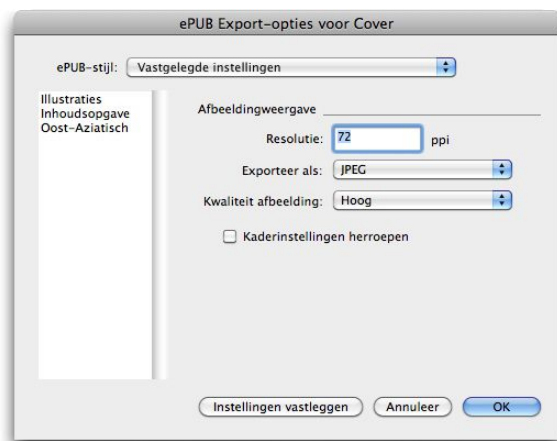 ePUB Export-opties voor Cover
ePUB-stijl: Vastgelegde instellingen
Illustraties
Inhoudsopgave
Oost-Aziatisch
Afbeeldingweergave
Resolutie: 72 ppi
Exporteer als: JPEG
Kwaliteit afbeelding: Hoog
Kaderinstellingen herroepen
Instellingen vastleggen Annuleer OK